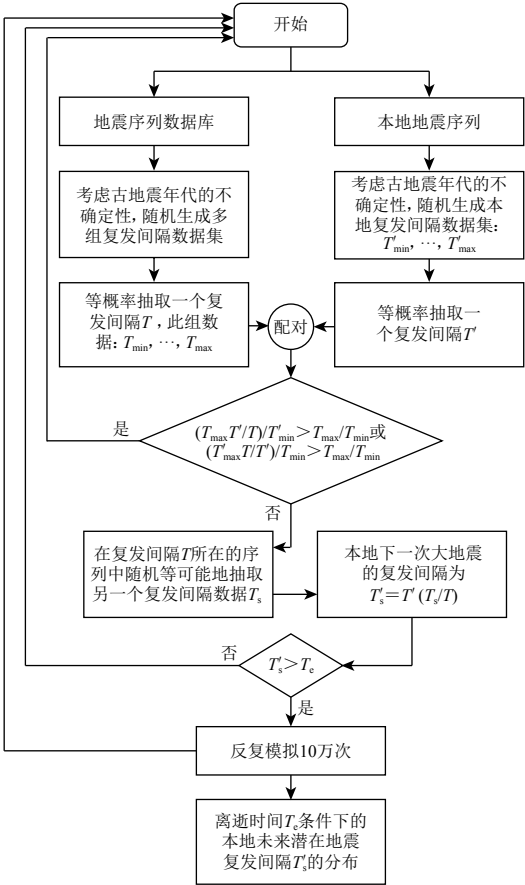 开始
地震序列数据库
本地地震序列
考虑古地震年代的不
确定性，随机生成多
组复发间隔数据集
考虑古地震年代的不
确定性，随机生成本
地复发间隔数据集：
T′min，…，T′max
等概率抽取一个复
发间隔T，此组数
据：Tmin，…，Tmax
配对
等概率抽取一
个复发间隔T′
是
(TmaxT′/T)/T′min＞Tmax/Tmin或
(T′maxT/T′)/Tmin＞Tmax/Tmin
否
在复发间隔T所在的序
列中随机等可能地抽取
另一个复发间隔数据Ts
本地下一次大地震
的复发间隔为
T′s＝T′(Ts/T)
否
T′s＞Te
是
反复模拟10万次
离逝时间Te条件下的
本地未来潜在地震
复发间隔T′s的分布